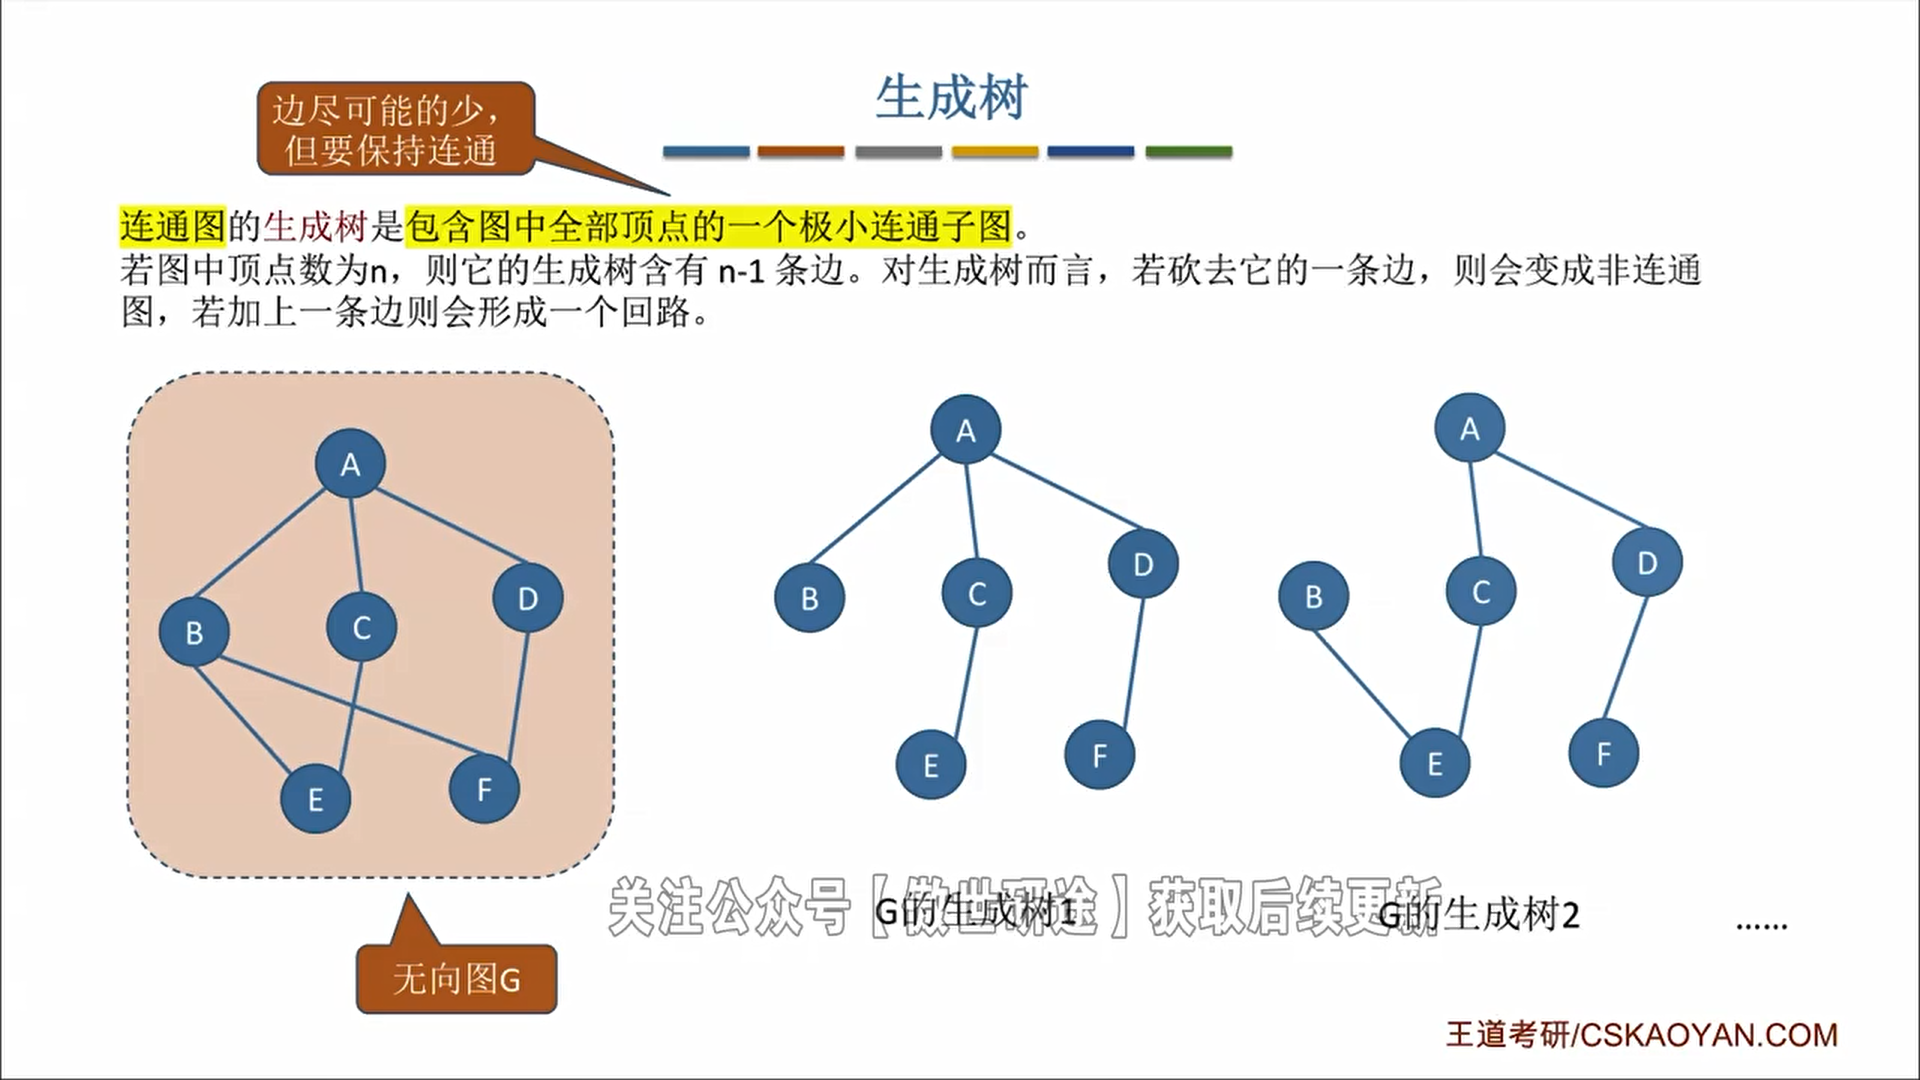 生成树
边尽可能的少，
但要保持连通
连通图的生成树是包含图中全部顶点的一个极小连通子图。
若图中顶点数为n，则它的生成树含有 n-1 条边。对生成树而言，若砍去它的一条边，则会变成非连通
图，若加上一条边则会形成一个回路。
A
B
C
D
E
F
A
B
C
D
E
F
A
B
C
D
E
F
关注公众号【傲世研途】获取后续更新
G的生成树1
G的生成树2
……
无向图G
王道考研/CSKAOYAN.COM